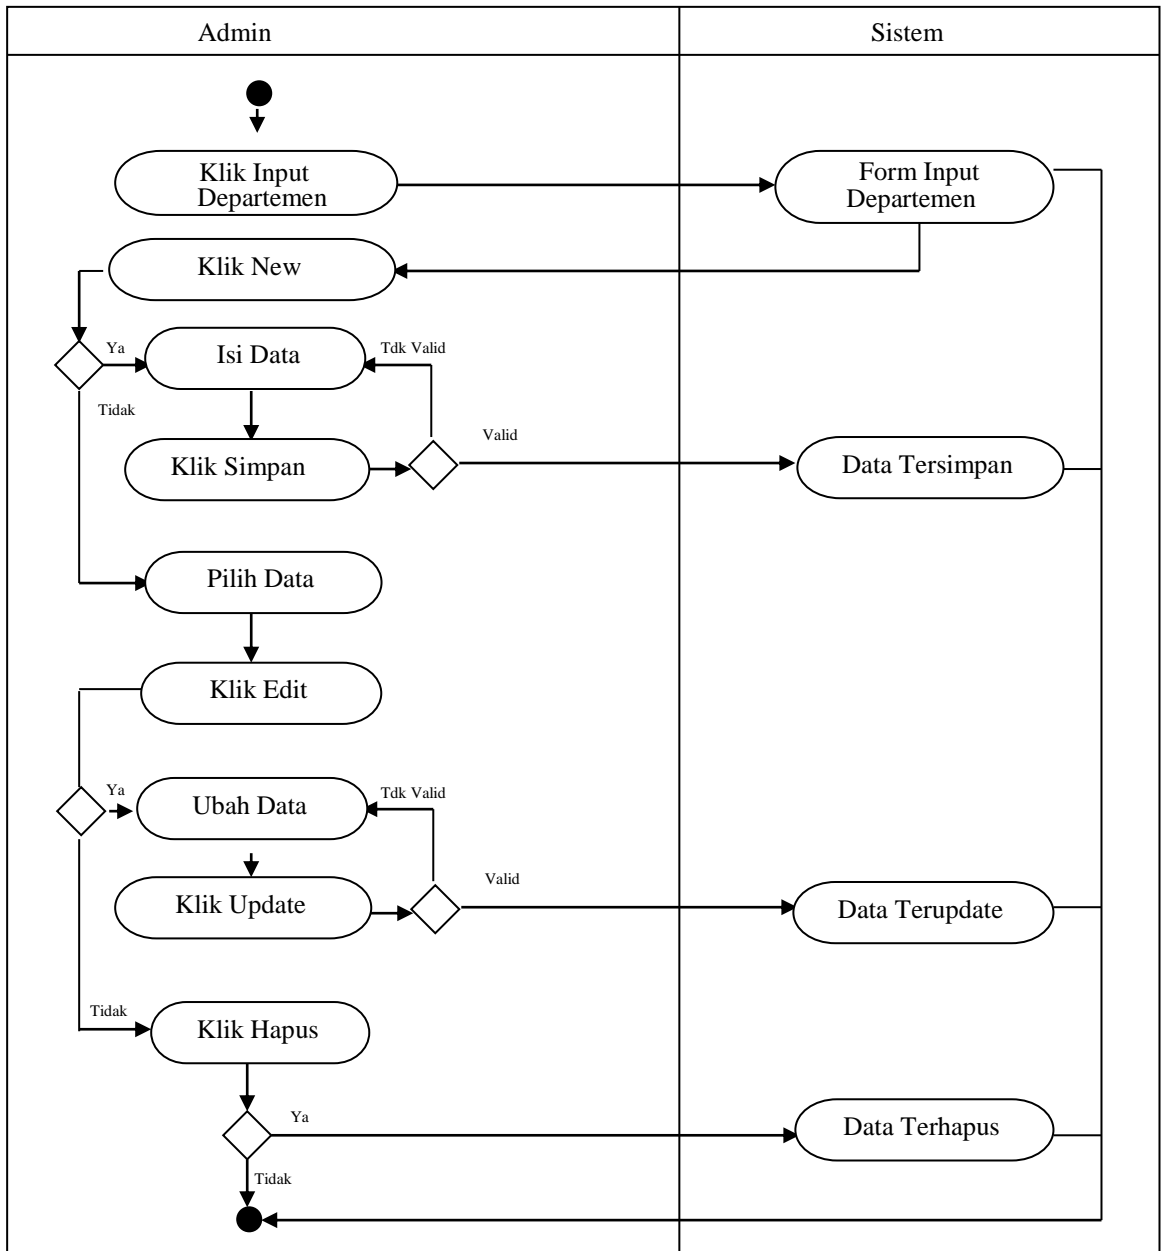 Admin
Sistem
Klik Input
Departemen
Form Input
Departemen
Klik New
Ya
Isi Data
Tdk Valid
Tidak
Klik Simpan
Valid
Data Tersimpan
Pilih Data
Klik Edit
Ya
Ubah Data
Tdk Valid
Klik Update
Valid
Data Terupdate
Tidak
Klik Hapus
Ya
Data Terhapus
Tidak